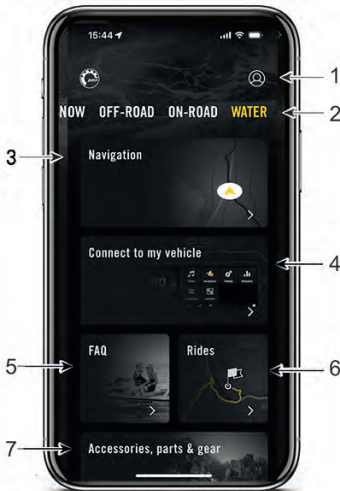 15:44
1
NOW OFF-ROAD ON-ROAD WATER
2
3
Navigation
Connect to my vehicle
4
FAQ
Rides
5
6
7
Accessories, parts & gear